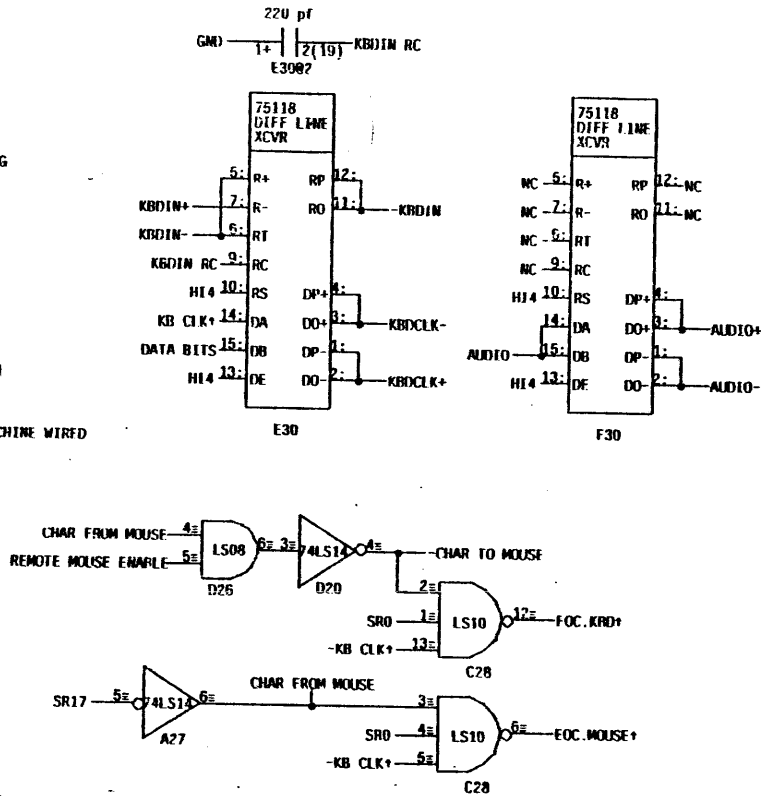 220 pf
GND 1+ 2(19) KBDIN RC
E30@?
75118
DIFF LINE
XCVR
G
5: R+ RP 12:
KBDIN+ 7: R- RO 11: -KBDIN
KBDIN- 6: RT
KBDIN RC 9: RC
HI4 10: RS DP+ 4:
KB CLK↑ 14: DA DO+ 3: KBDCLK-
DATA BITS 15: DB DP- 1:
HI4 13: DE DO- 2: KBDCLK+
E30
75118
DIFF LINE
XCVR
NC 5: R+ RP 12: NC
NC 7: R- RO 11: NC
NC 6: RT
NC 9: RC
HI4 10: RS DP+ 4:
14: DA DO+ 3: AUDIO+
AUDIO 15: DB DP- 1:
HI4 13: DE DO- 2: AUDIO-
F30
CHINE WIRED
CHAR FROM MOUSE 4≡
REMOTE MOUSE ENABLE 5≡ LS08 6≡ 3≡ 74LS14 4≡ -CHAR TO MOUSE
D26 D20
2≡
SR0 1≡ LS10 12≡ EOC.KBD↑
-KB CLK↑ 13≡
C28
SR17 5≡ 74LS14 6≡ CHAR FROM MOUSE 3≡
A27
SR0 4≡ LS10 6≡ EOC.MOUSE↑
-KB CLK↑ 5≡
C28